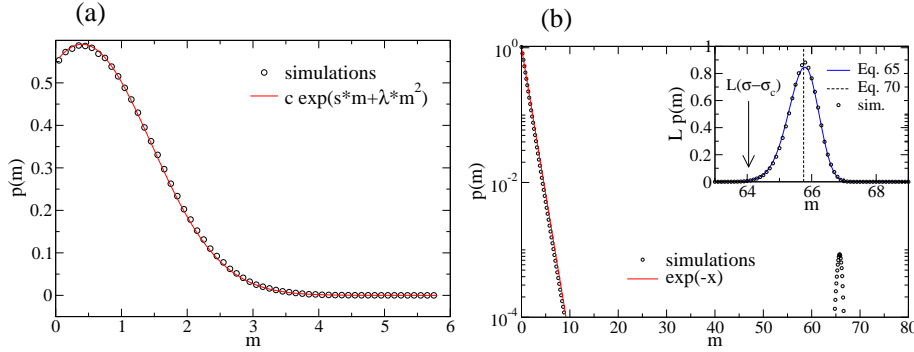 (a)
simulations
c exp(s*m+λ*m²)
p(m)
0.5
0.4
0.3
0.2
0.1
0
0 1 2 3 4 5 6
m
(b)
10⁰
10⁻²
10⁻⁴
p(m)
0 10 20 30 40 50 60 70 80
m
simulations
exp(-x)
1
0.8
0.6
0.4
0.2
0
L p(m)
L(σ−σc)
Eq. 65
Eq. 70
sim.
64 66 68
m